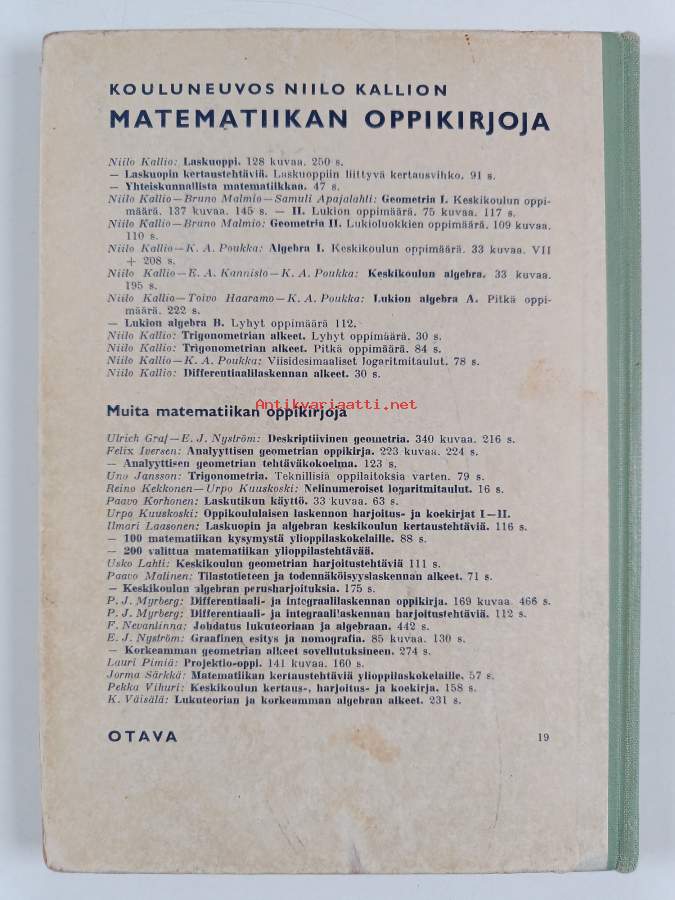 KOULUNEUVOS NIILO KALLION
MATEMATIIKAN OPPIKIRJOJA
Niilo Kallio: Laskuoppi. 128 kuvaa. 250 s.
— Laskuopin kertaustehtäviä. Laskuoppiin liittyvä kertausvihko. 91 s.
— Yhteiskunnallista matematiikkaa. 47 s.
Niilo Kallio—Bruno Malmio—Samuli Apajalahti: Geometria I. Keskikoulun oppi-
määrä. 137 kuvaa. 145 s. — II. Lukion oppimäärä. 75 kuvaa. 117 s.
Niilo Kallio—Bruno Malmio: Geometria II. Lukioluokkien oppimäärä. 109 kuvaa.
110 s.
Niilo Kallio—K. A. Poukka: Algebra I. Keskikoulun oppimäärä. 33 kuvaa. VII
+ 208 s.
Niilo Kallio—E. A. Kannisto—K. A. Poukka: Keskikoulun algebra. 33 kuvaa.
195 s.
Niilo Kallio—Toivo Haaramo—K. A. Poukka: Lukion algebra A. Pitkä oppi-
määrä. 222 s.
— Lukion algebra B. Lyhyt oppimäärä 112.
Niilo Kallio: Trigonometrian alkeet. Lyhyt oppimäärä. 30 s.
Niilo Kallio: Trigonometrian alkeet. Pitkä oppimäärä. 84 s.
Niilo Kallio—K. A. Poukka: Viisidesimaaliset logaritmitaulut. 78 s.
Niilo Kallio: Differentiaalilaskennan alkeet. 30 s.
Antikvariaatti.net
Muita matematiikan oppikirjoja
Ulrich Graf—E. J. Nyström: Deskriptiivinen geometria. 340 kuvaa. 216 s.
Felix Iversen: Analyyttisen geometrian oppikirja. 223 kuvaa. 224 s.
— Analyyttisen geometrian tehtäväkokoelma. 123 s.
Uno Jansson: Trigonometria. Teknillisiä oppilaitoksia varten. 79 s.
Reino Kekkonen—Urpo Kuuskoski: Nelinumeroiset logaritmitaulut. 16 s.
Paavo Korhonen: Laskutikun käyttö. 33 kuvaa. 63 s.
Urpo Kuuskoski: Oppikoululaisen laskennon harjoitus- ja koekirjat I—II.
Ilmari Laasonen: Laskuopin ja algebran keskikoulun kertaustehtäviä. 116 s.
— 100 matematiikan kysymystä ylioppilaskokelaille. 88 s.
— 200 valittua matematiikan ylioppilastehtävää.
Usko Lahti: Keskikoulun geometrian harjoitustehtäviä 111 s.
Paavo Malinen: Tilastotieteen ja todennäköisyyslaskennan alkeet. 71 s.
— Keskikoulun algebran perusharjoituksia. 175 s.
P. J. Myrberg: Differentiaali- ja integraalilaskennan oppikirja. 169 kuvaa. 466 s.
P. J. Myrberg: Differentiaali- ja integraalilaskennan harjoitustehtäviä. 112 s.
F. Nevanlinna: Johdatus lukuteoriaan ja algebraan. 442 s.
E. J. Nyström: Graafinen esitys ja nomografia. 85 kuvaa. 130 s.
— Korkeamman geometrian alkeet sovellutuksineen. 274 s.
Lauri Pimiä: Projektio-oppi. 141 kuvaa. 160 s.
Jorma Särkkä: Matematiikan kertaustehtäviä ylioppilaskokelaille. 57 s.
Pekka Vihuri: Keskikoulun kertaus-, harjoitus- ja koekirja. 158 s.
K. Väisälä: Lukuteorian ja korkeamman algebran alkeet. 231 s.
OTAVA 19